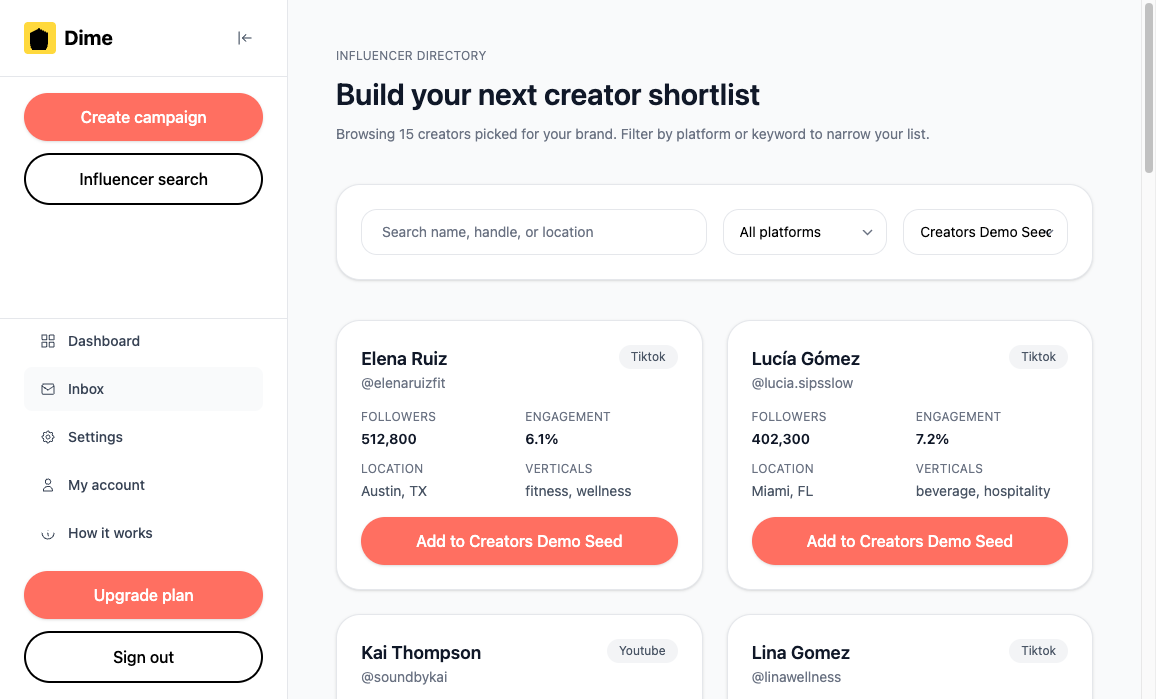 Dime
Create campaign
Influencer search
Dashboard
Inbox
Settings
My account
How it works
Upgrade plan
Sign out
INFLUENCER DIRECTORY
Build your next creator shortlist
Browsing 15 creators picked for your brand. Filter by platform or keyword to narrow your list.
Search name, handle, or location
All platforms
Creators Demo Seed
Elena Ruiz
Tiktok
@elenaruizfit
FOLLOWERS
ENGAGEMENT
512,800
6.1%
LOCATION
VERTICALS
Austin, TX
fitness, wellness
Add to Creators Demo Seed
Lucía Gómez
Tiktok
@lucia.sipsslow
FOLLOWERS
ENGAGEMENT
402,300
7.2%
LOCATION
VERTICALS
Miami, FL
beverage, hospitality
Add to Creators Demo Seed
Kai Thompson
Youtube
@soundbykai
Lina Gomez
Tiktok
@linawellness